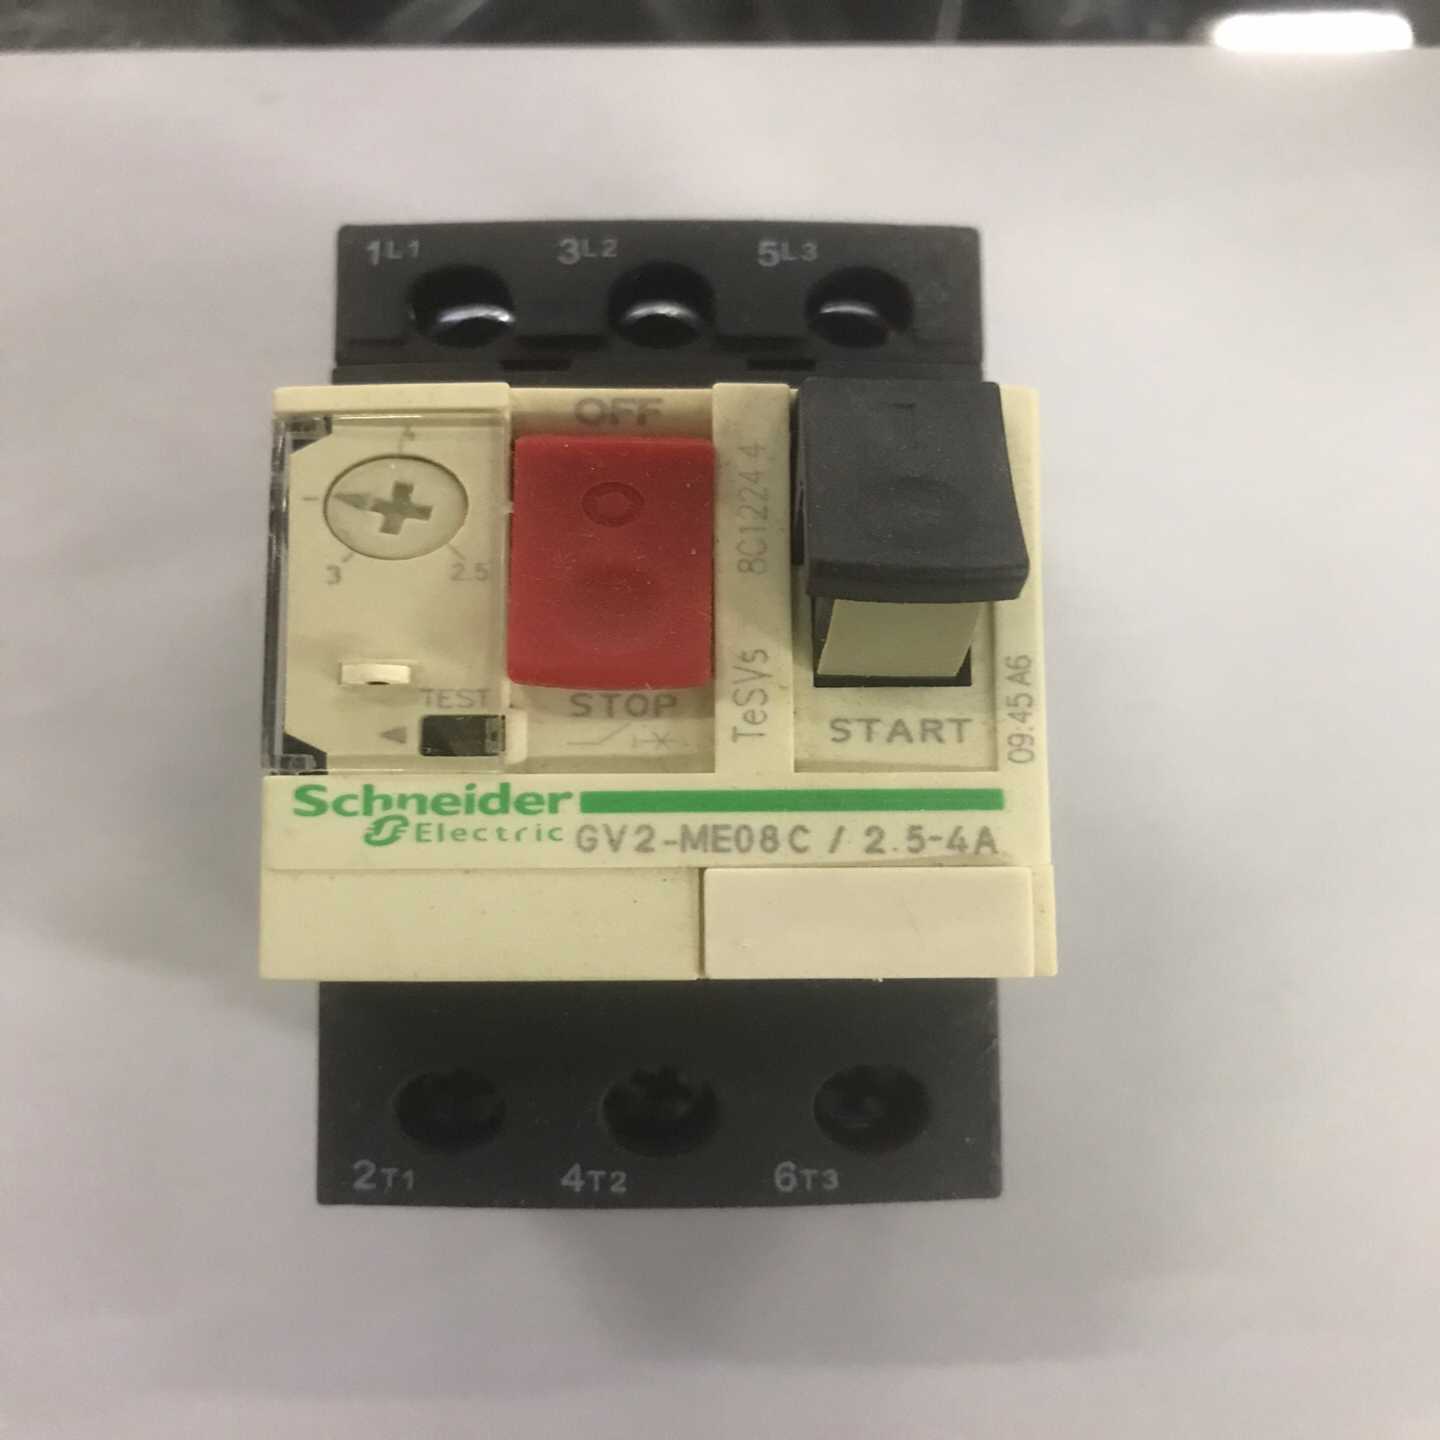 1L1 3L2 5L3
OFF
4
3
2.5
TEST
STOP
8C1224 4
TeSVs
START
09.45 A6
Schneider
Electric
GV2-ME08C / 2.5-4A
2T1 4T2 6T3